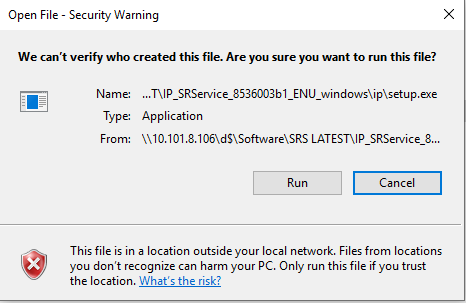 Open File - Security Warning
We can't verify who created this file. Are you sure you want to run this file?
Name: ...T\IP_SRService_8536003b1_ENU_windows\ip\setup.exe
Type: Application
From: \\10.101.8.106\d$\Software\SRS LATEST\IP_SRService_8...
Run Cancel
This file is in a location outside your local network. Files from locations
you don't recognize can harm your PC. Only run this file if you trust
the location. What's the risk?